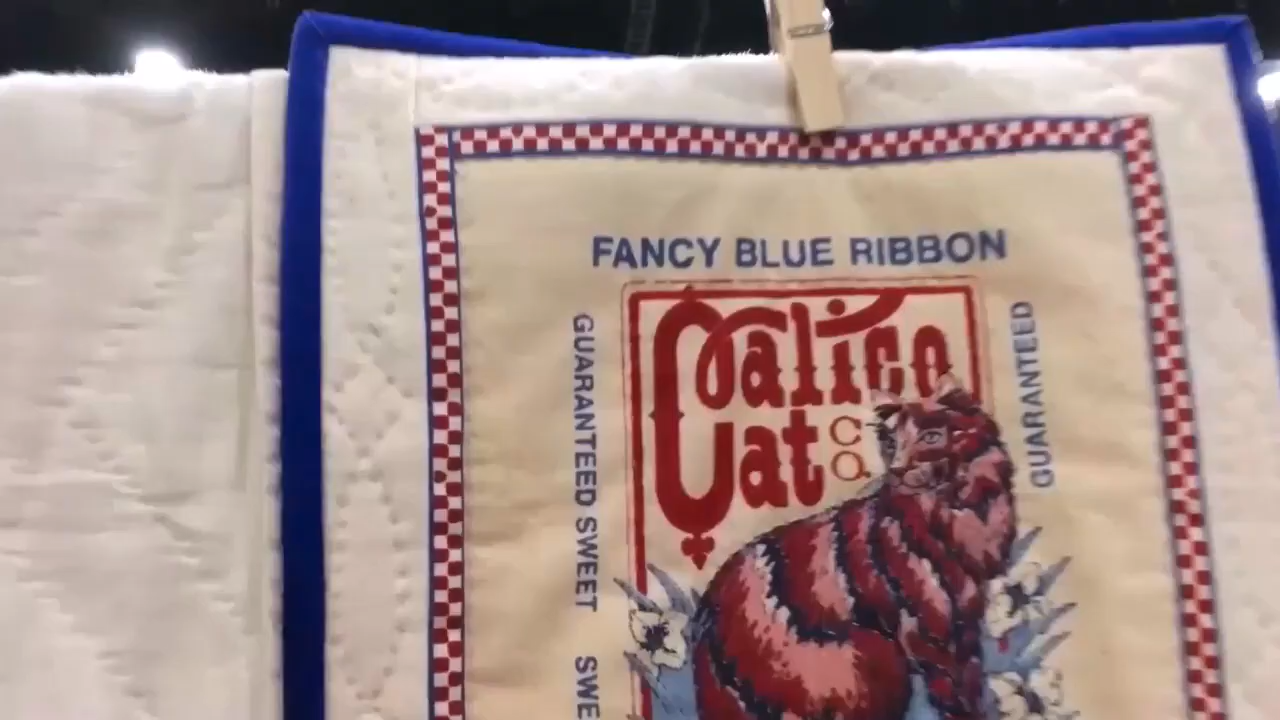 FANCY BLUE RIBBON
Calico
Cat
CO.
GUARANTEED SWEET
GUARANTEED